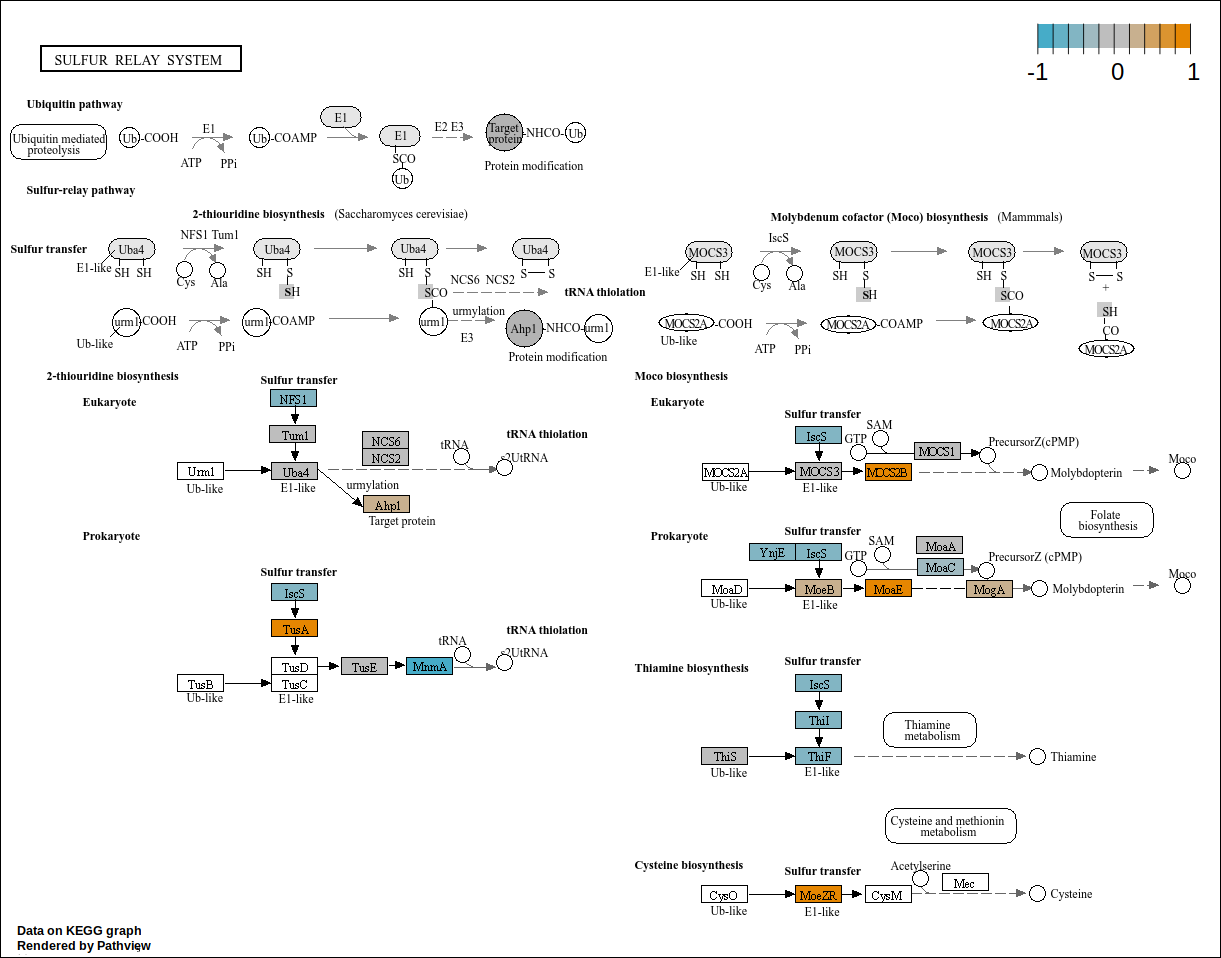 SULFUR RELAY SYSTEM
-1 0 1
Ubiquitin pathway
Ubiquitin mediated
proteolysis
Ub -COOH
E1
ATP PPi
Ub -COAMP
E1
E1
SCO
Ub
E2 E3
Target
protein -NHCO- Ub
Protein modification
Sulfur-relay pathway
2-thiouridine biosynthesis (Saccharomyces cerevisiae)
Sulfur transfer
Uba4
E1-like
SH SH
NFS1 Tum1
Cys Ala
Uba4
SH S
SH
Uba4
SH S
SCO
Uba4
S S
NCS6 NCS2
tRNA thiolation
urm1 -COOH
Ub-like
ATP PPi
urm1 -COAMP
urm1
urmylation
E3
Ahp1 -NHCO- urm1
Protein modification
Molybdenum cofactor (Moco) biosynthesis (Mammmals)
MOCS3
E1-like
SH SH
IscS
Cys Ala
MOCS3
SH S
SH
MOCS3
SH S
SCO
MOCS3
S S
+
SH
CO
MOCS2A
MOCS2A -COOH
Ub-like
ATP PPi
MOCS2A -COAMP
MOCS2A
2-thiouridine biosynthesis
Eukaryote
Sulfur transfer
NFS1
Tum1
Urm1
Ub-like
Uba4
E1-like
NCS6
NCS2
tRNA
tRNA thiolation
2UtRNA
urmylation
Ahp1
Target protein
Prokaryote
Sulfur transfer
IscS
TusA
TusD
TusC
E1-like
TusB
Ub-like
TusE
MnmA
tRNA
tRNA thiolation
2UtRNA
Moco biosynthesis
Eukaryote
Sulfur transfer
IscS
GTP
SAM
MOCS1
PrecursorZ(cPMP)
MOCS2A
Ub-like
MOCS3
E1-like
MOCS2B
Molybdopterin
Moco
Folate
biosynthesis
Prokaryote
Sulfur transfer
YnjE IscS
GTP
SAM
MoaA
MoaC
PrecursorZ (cPMP)
MoaD
Ub-like
MoeB
E1-like
MoaE
MogA
Molybdopterin
Moco
Thiamine biosynthesis
Sulfur transfer
IscS
ThiI
ThiS
Ub-like
ThiF
E1-like
Thiamine
metabolism
Thiamine
Cysteine and methionin
metabolism
Cysteine biosynthesis
Sulfur transfer
Acetylserine
CysO
Ub-like
MoeZR
E1-like
CysM
Mec
Cysteine
Data on KEGG graph
Rendered by Pathview